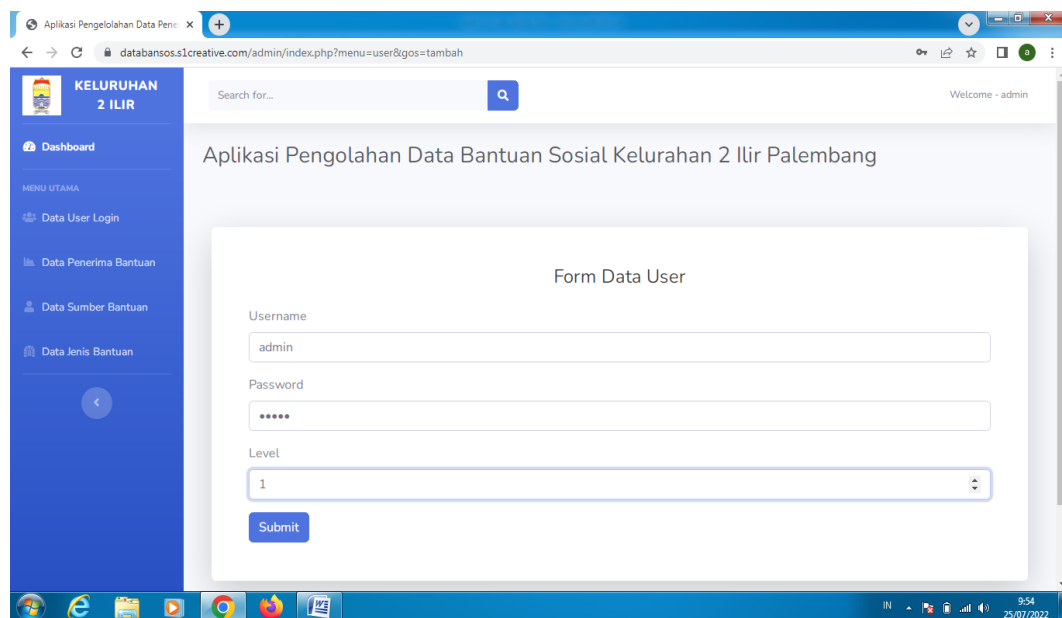 Aplikasi Pengelolahan Data Pene
databansos.s1creative.com/admin/index.php?menu=user&gos=tambah
a
KELURUHAN
2 ILIR
Search for...
Welcome - admin
Dashboard
Aplikasi Pengolahan Data Bantuan Sosial Kelurahan 2 Ilir Palembang
MENU UTAMA
Data User Login
Data Penerima Bantuan
Data Sumber Bantuan
Data Jenis Bantuan
Form Data User
Username
admin
Password
•••••
Level
1
Submit
IN
9:54
25/07/2022